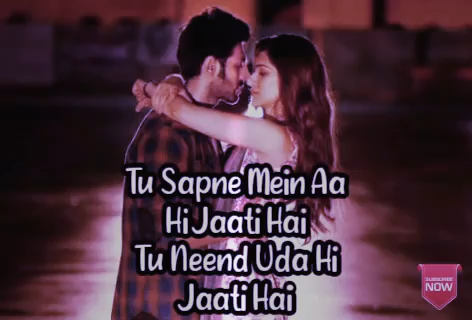 Tu Sapne Mein Aa
Hi Jaati Hai
Tu Neend Uda Hi
Jaati Hai
SUBSCRIBE
NOW